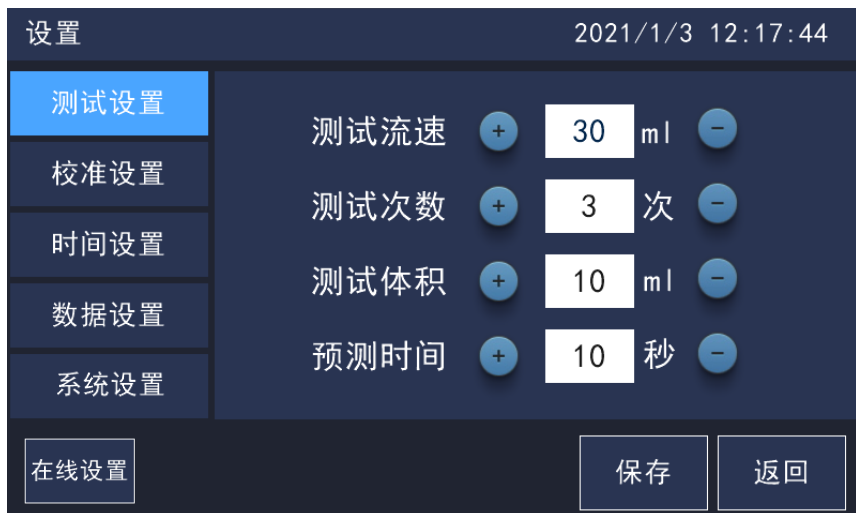 设置 2021/1/3 12:17:44
测试设置
校准设置
时间设置
数据设置
系统设置
测试流速 + 30 ml -
测试次数 + 3 次 -
测试体积 + 10 ml -
预测时间 + 10 秒 -
在线设置 保存 返回